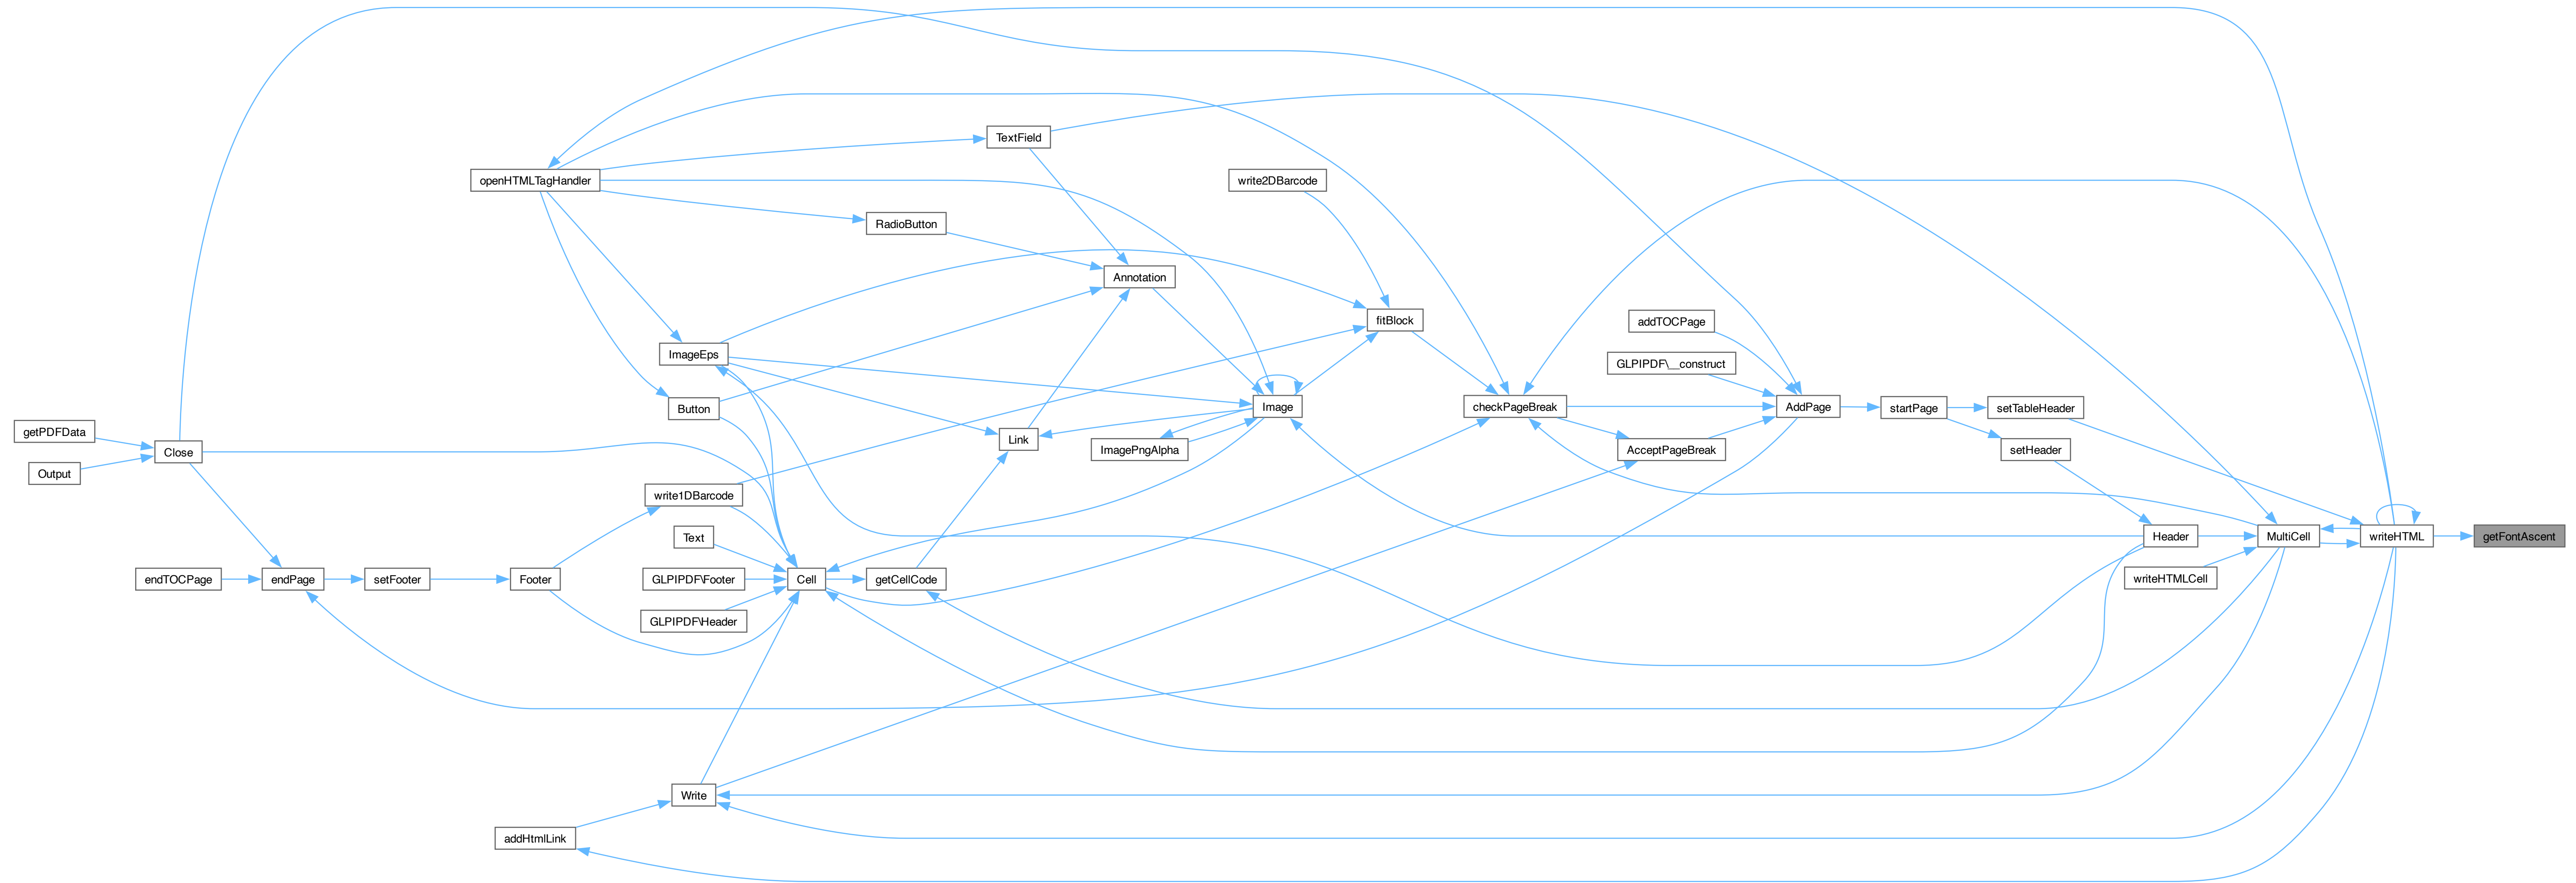 TextField
openHTMLTagHandler
write2DBarcode
RadioButton
Annotation
fitBlock
addTOCPage
ImageEps
GLPIPDF\__construct
Button
Image
checkPageBreak
AddPage
startPage
setTableHeader
getPDFData
Close
Link
ImagePngAlpha
AcceptPageBreak
setHeader
Output
write1DBarcode
Text
Header
MultiCell
writeHTML
getFontAscent
endTOCPage
endPage
setFooter
Footer
GLPIPDF\Footer
Cell
getCellCode
writeHTMLCell
GLPIPDF\Header
Write
addHtmlLink